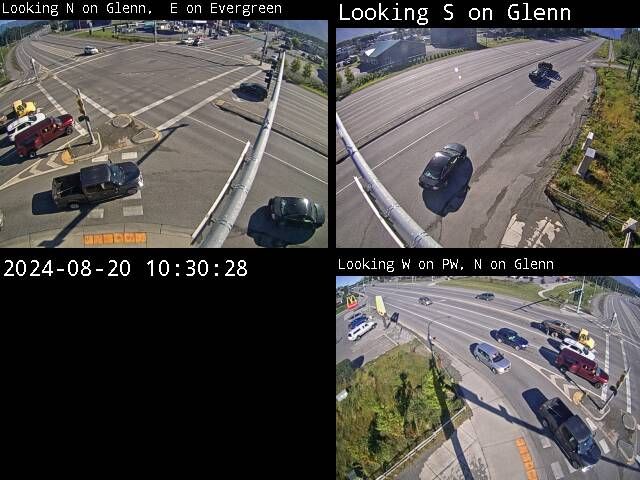 Looking N on Glenn,  E on Evergreen
Looking S on Glenn
2024-08-20 10:30:28
Looking W on PW, N on Glenn